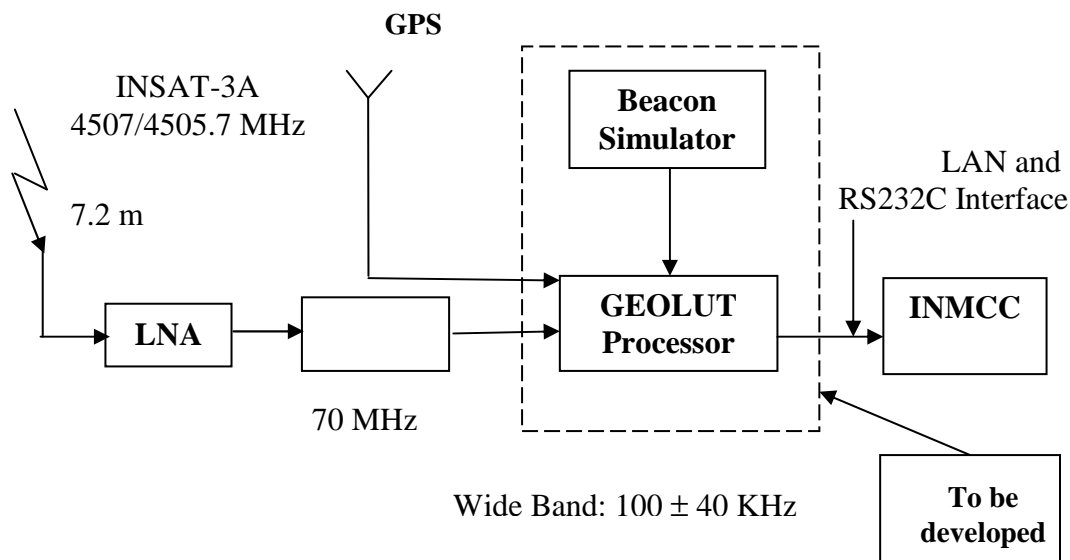 GPS
INSAT-3A
4507/4505.7 MHz
7.2 m
Beacon
Simulator
LAN and
RS232C Interface
LNA
GEOLUT
Processor
INMCC
70 MHz
Wide Band: 100 ± 40 KHz
To be
developed